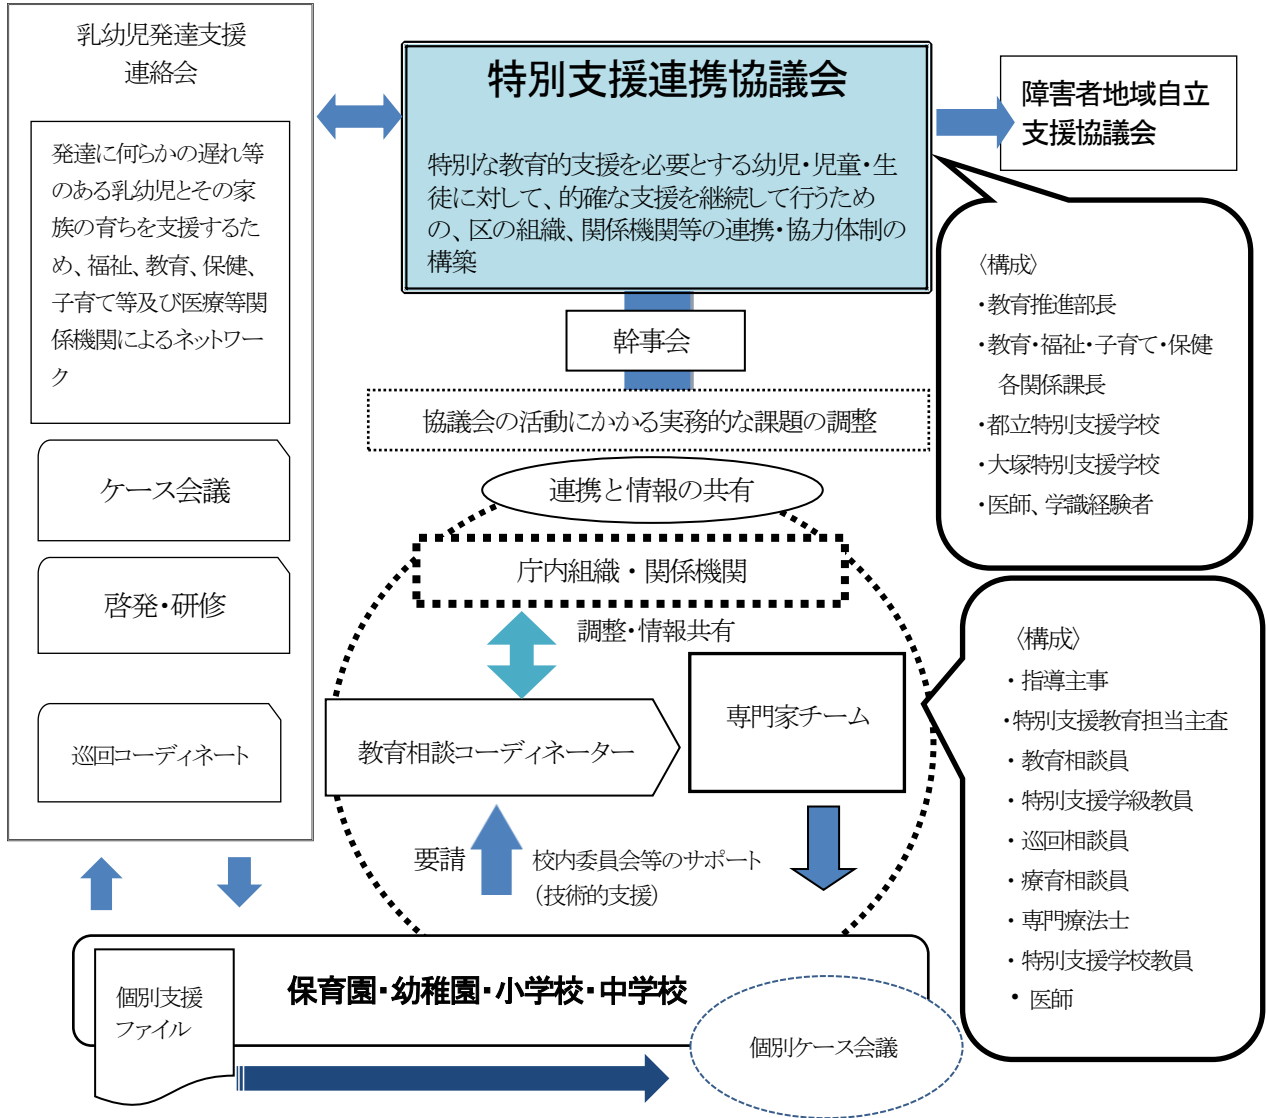 乳幼児発達支援
連絡会
発達に何らかの遅れ等
のある乳幼児とその家
族の育ちを支援するた
め、福祉、教育、保健、
子育て等及び医療等関
係機関によるネットワー
ク
ケース会議
啓発・研修
巡回コーディネート
特別支援連携協議会
特別な教育的支援を必要とする幼児・児童・生
徒に対して、的確な支援を継続して行うため
の、区の組織、関係機関等の連携・協力体制の
構築
障害者地域自立
支援協議会
幹事会
協議会の活動にかかる実務的な課題の調整
〈構成〉
・教育推進部長
・教育・福祉・子育て・保健
各関係課長
・都立特別支援学校
・大塚特別支援学校
・医師、学識経験者
連携と情報の共有
庁内組織・関係機関
調整・情報共有
教育相談コーディネーター
専門家チーム
〈構成〉
・指導主事
・特別支援教育担当主査
・教育相談員
・特別支援学級教員
・巡回相談員
・療育相談員
・専門療法士
・特別支援学校教員
・医師
要請
校内委員会等のサポート
(技術的支援)
保育園・幼稚園・小学校・中学校
個別支援
ファイル
個別ケース会議